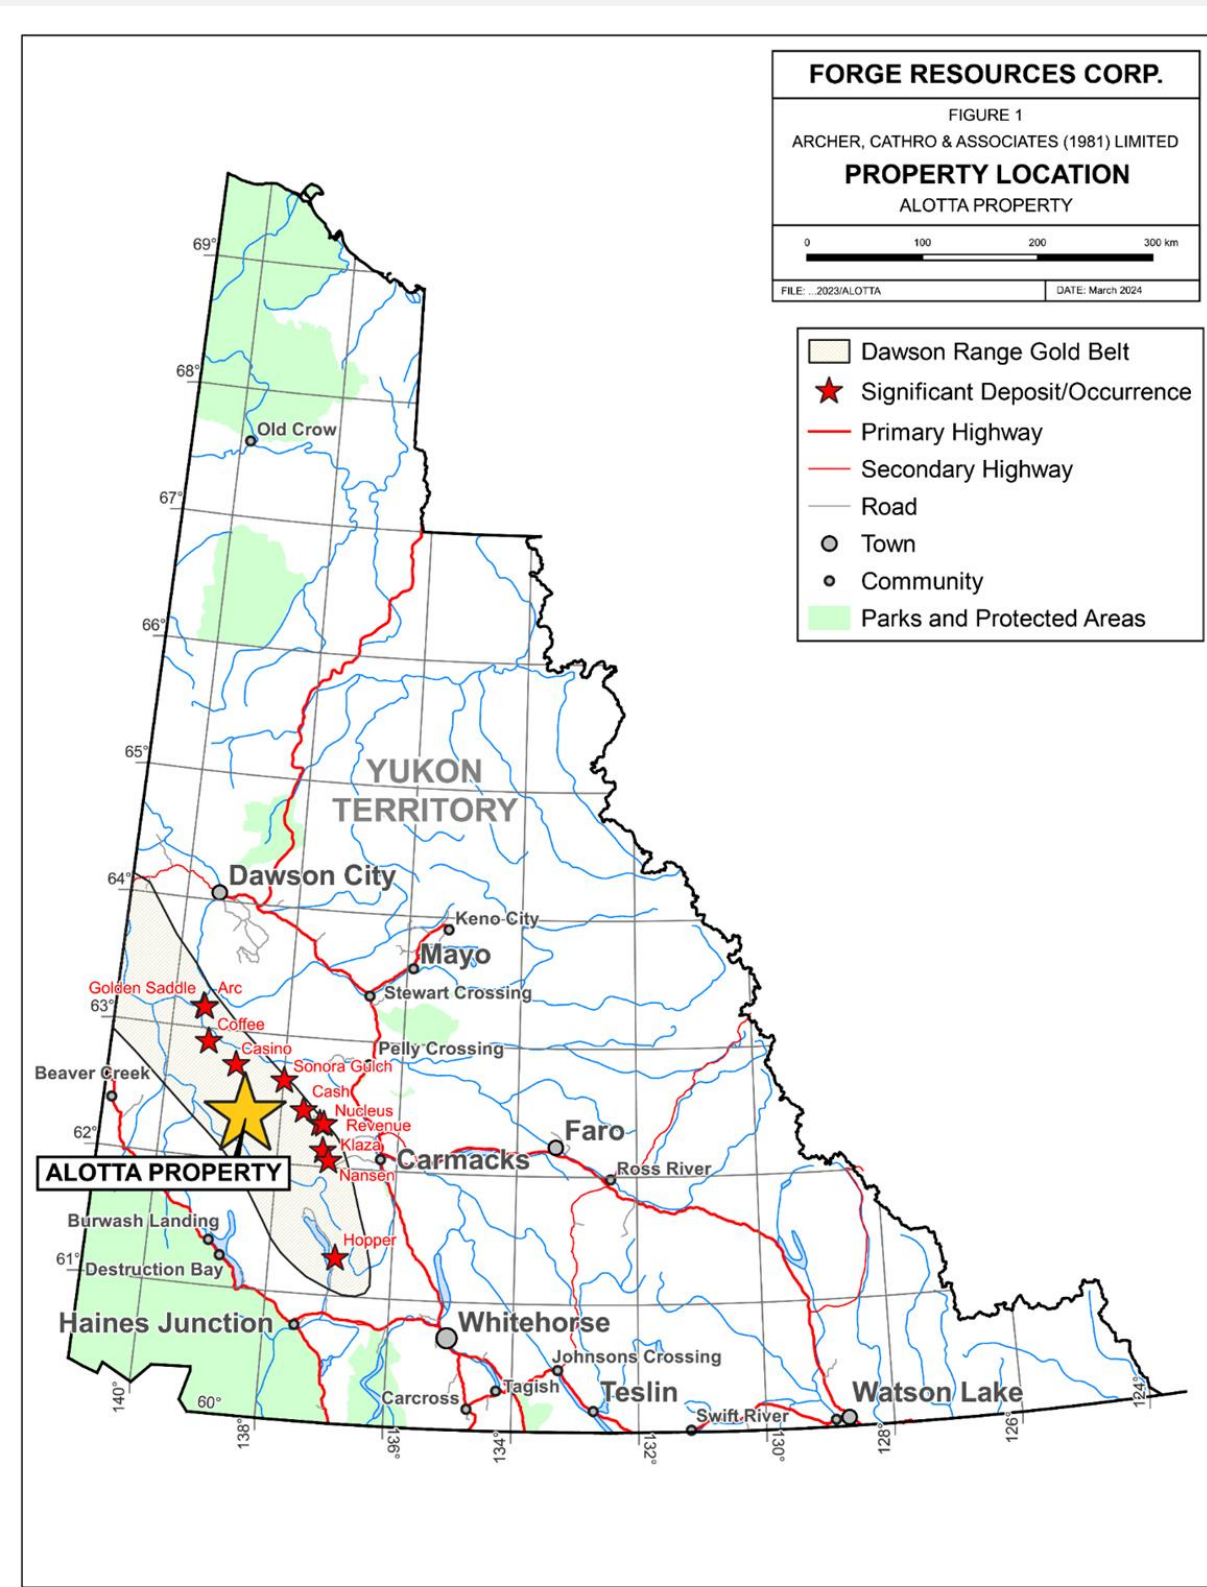 FORGE RESOURCES CORP.
FIGURE 1
ARCHER, CATHRO & ASSOCIATES (1981) LIMITED
PROPERTY LOCATION
ALOTTA PROPERTY
0 100 200 300 km
FILE: ...2023/ALOTTA DATE: March 2024
Dawson Range Gold Belt
Significant Deposit/Occurrence
Primary Highway
Secondary Highway
Road
Town
Community
Parks and Protected Areas
69°
68°
Old Crow
67°
66°
65°
YUKON
TERRITORY
64°
Dawson City
Keno City
Mayo
Golden Saddle Arc
Stewart Crossing
63°
Coffee
Casino
Pelly Crossing
Sonora Gulch
Beaver Creek
Cash
Nucleus
Revenue
62°
Faro
Klaza
Carmacks
ALOTTA PROPERTY
Nansen
Ross River
Burwash Landing
Hopper
61°
Destruction Bay
Haines Junction
Whitehorse
Johnsons Crossing
Tagish
Teslin
Watson Lake
Carcross
60°
Swift River
140°
138°
136°
134°
132°
130°
128°
126°
124°